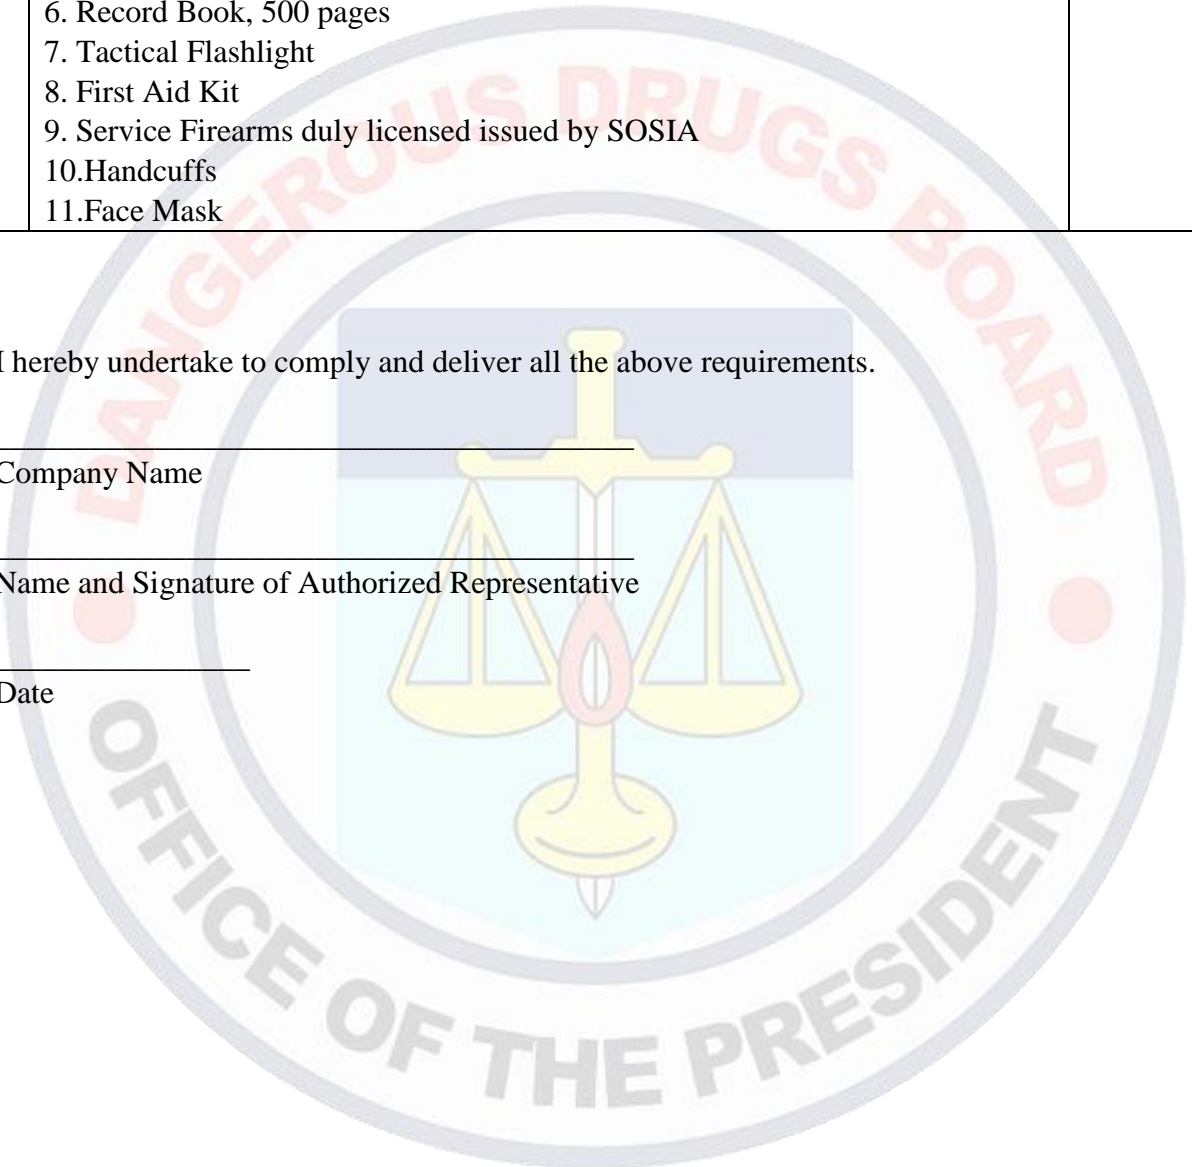 6. Record Book, 500 pages
7. Tactical Flashlight
8. First Aid Kit
9. Service Firearms duly licensed issued by SOSIA
10.Handcuffs
11.Face Mask
I hereby undertake to comply and deliver all the above requirements.
Company Name
Name and Signature of Authorized Representative
Date
DANGEROUS DRUGS BOARD
OFFICE OF THE PRESIDENT